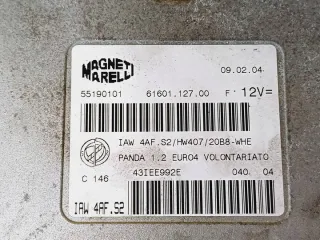 MAGNETI
MARELLI
09.02.04
55190101 61601.127.00 F 12V=
IAW 4AF.S2/HW407/20B8-WHE
PANDA 1.2 EURO4 VOLONTARIATO
C 146 43IEE992E 040. 04
IAW 4AF.S2